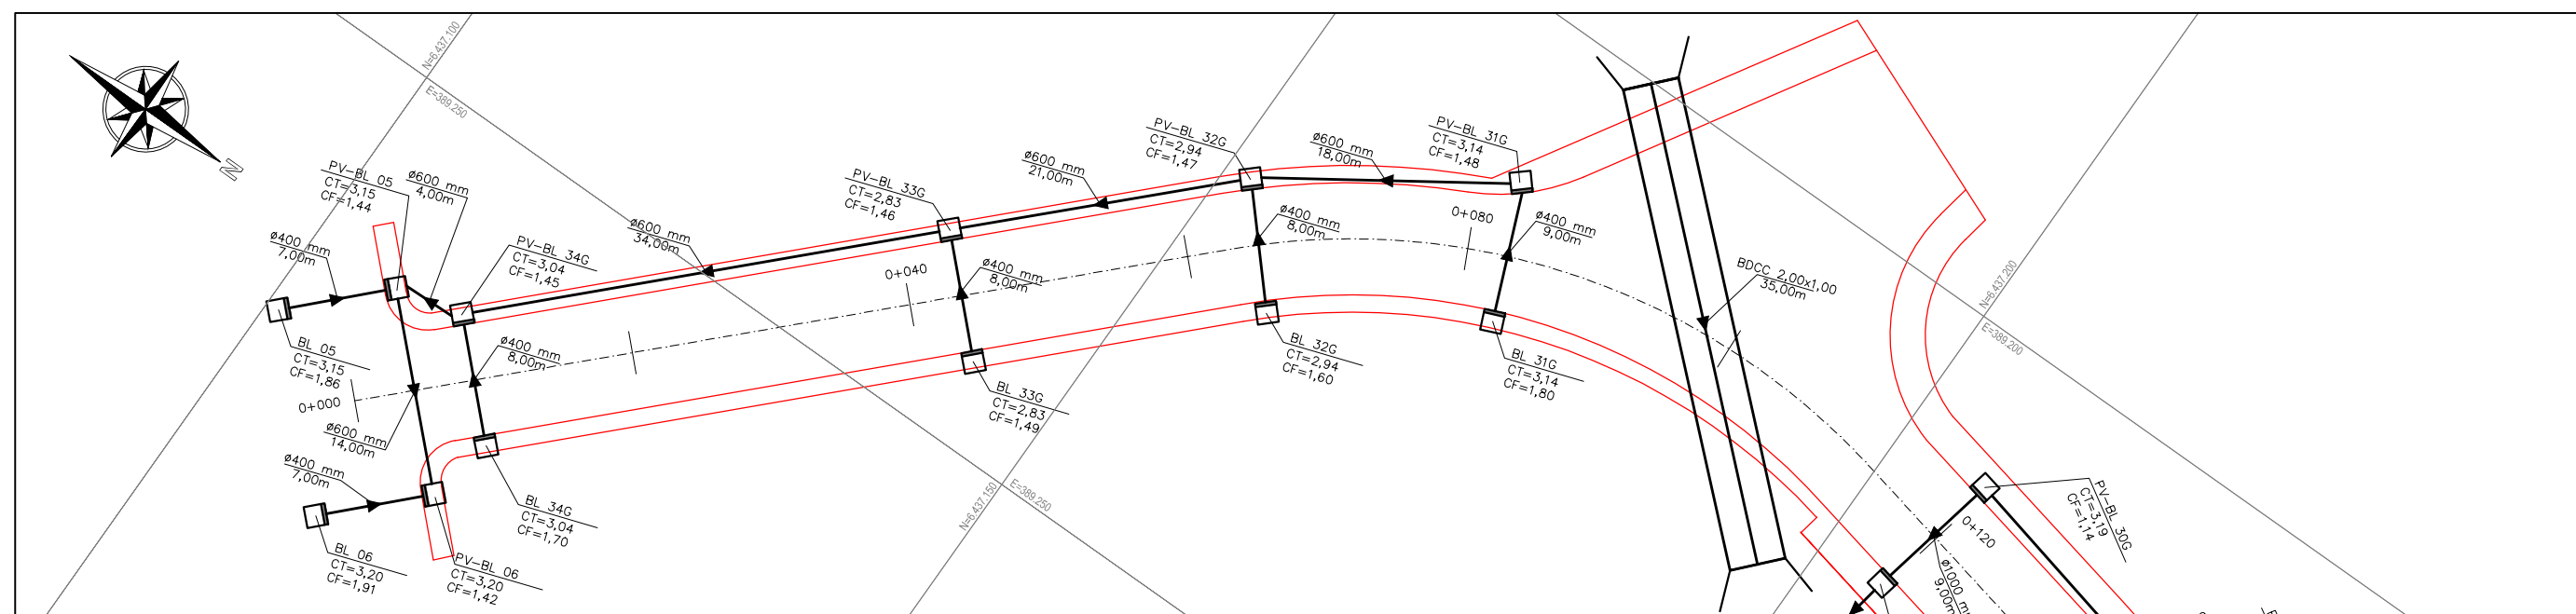 N=6.437.100
E=389.250
N
PV-BL 05
CT=3,15
CF=1,44
ø600 mm
4,00m
ø400 mm
7,00m
PV-BL 34G
CT=3,04
CF=1,45
ø600 mm
34,00m
PV-BL 33G
CT=2,83
CF=1,46
ø600 mm
21,00m
PV-BL 32G
CT=2,94
CF=1,47
ø600 mm
18,00m
PV-BL 31G
CT=3,14
CF=1,48
0+080
ø400 mm
8,00m
ø400 mm
9,00m
0+040
ø400 mm
8,00m
BDCC 2,00x1,00
35,00m
N=6.437.200
E=389.200
BL 05
CT=3,15
CF=1,86
ø400 mm
8,00m
0+000
BL 32G
CT=2,94
CF=1,60
BL 31G
CT=3,14
CF=1,80
BL 33G
CT=2,83
CF=1,49
ø600 mm
14,00m
ø400 mm
7,00m
BL 34G
CT=3,04
CF=1,70
N=6.437.150
E=389.250
BL 06
CT=3,20
CF=1,91
PV-BL 06
CT=3,20
CF=1,42
PV-BL 30G
CT=3,19
CF=1,14
0+120
ø1000 mm
9,00m